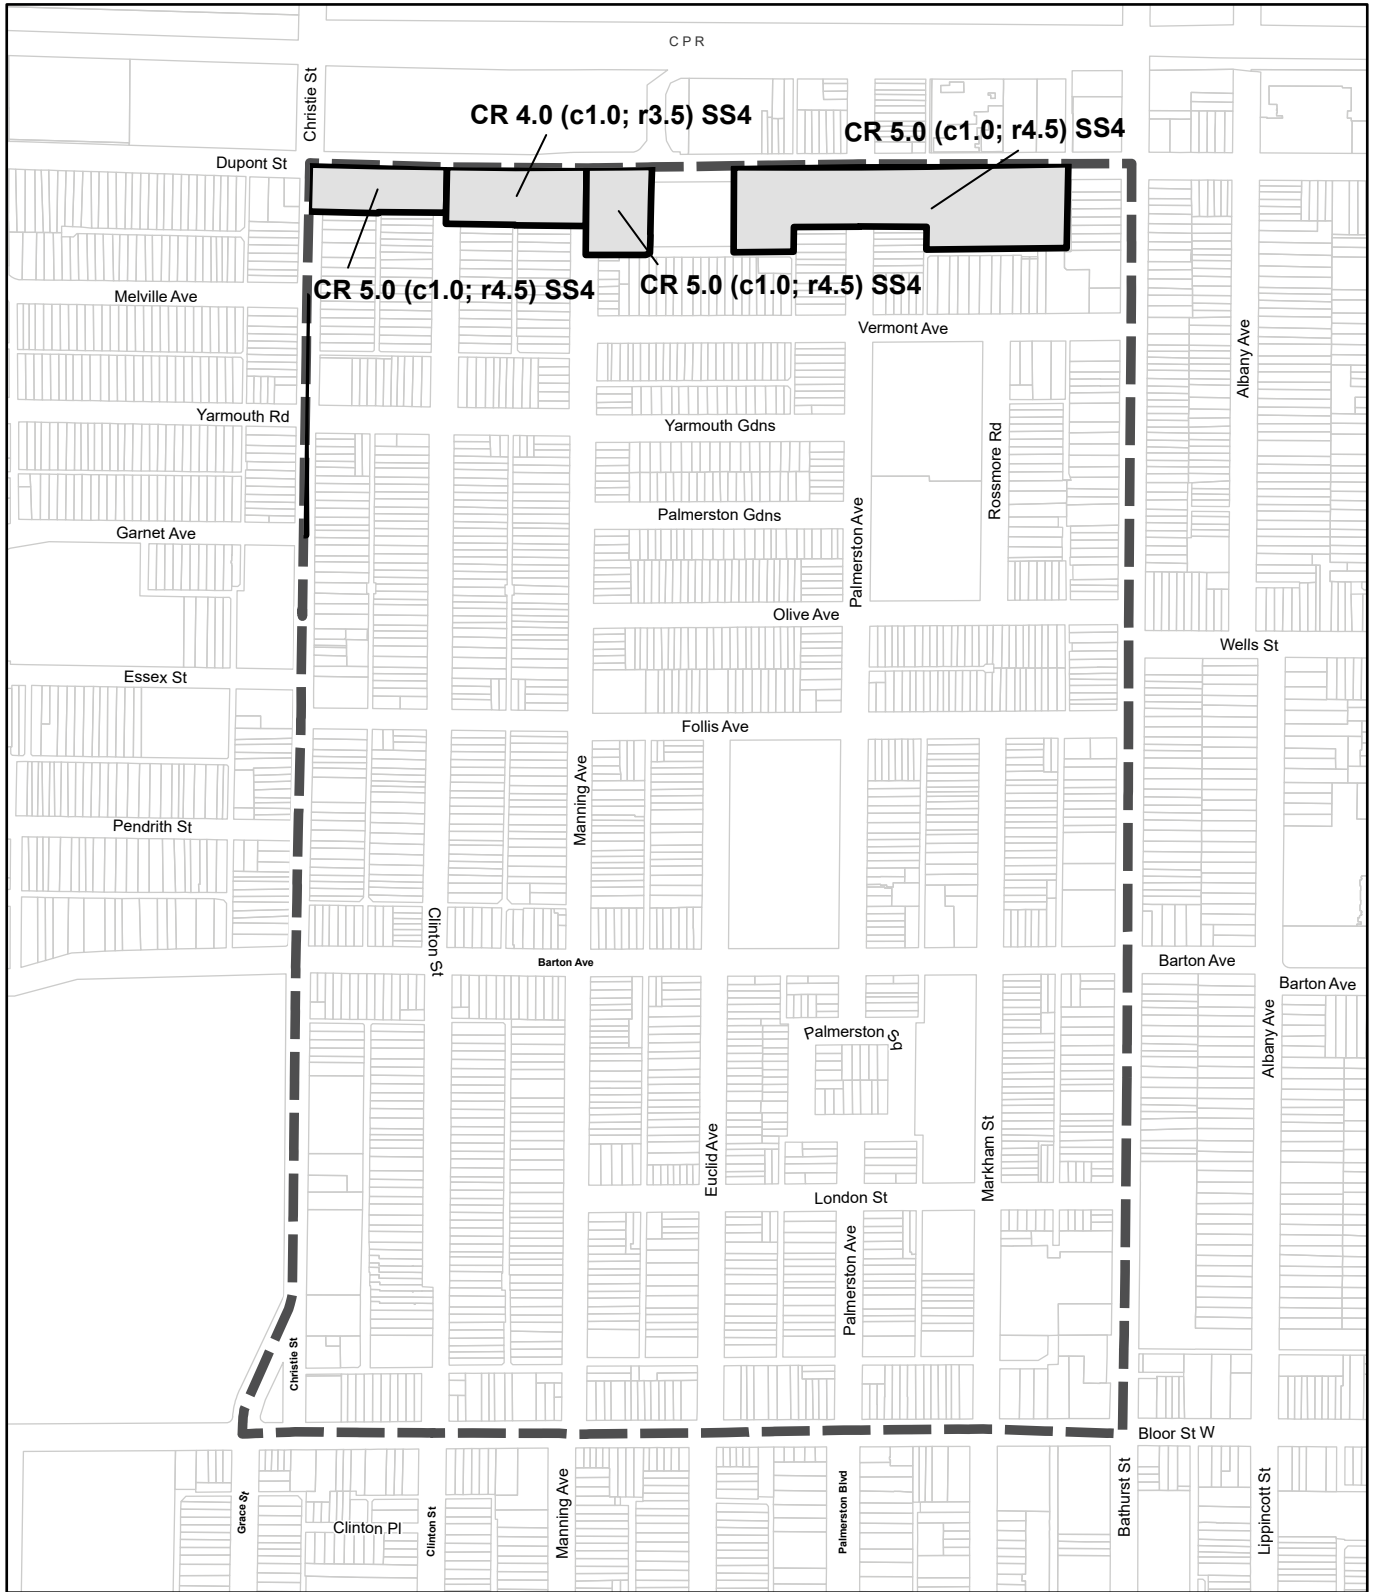 CPR
Christie St
CR 4.0 (c1.0; r3.5) SS4
CR 5.0 (c1.0; r4.5) SS4
Dupont St
CR 5.0 (c1.0; r4.5) SS4
CR 5.0 (c1.0; r4.5) SS4
Melville Ave
Vermont Ave
Albany Ave
Yarmouth Rd
Yarmouth Gdns
Rossmore Rd
Palmerston Gdns
Garnet Ave
Palmerston Ave
Olive Ave
Wells St
Essex St
Follis Ave
Manning Ave
Pendrith St
Clinton St
Barton Ave
Barton Ave
Barton Ave
Palmerston Sq
Albany Ave
Euclid Ave
Markham St
London St
Palmerston Ave
Christie St
Bloor St W
Grace St
Clinton Pl
Clinton St
Manning Ave
Palmerston Blvd
Bathurst St
Lippincott St